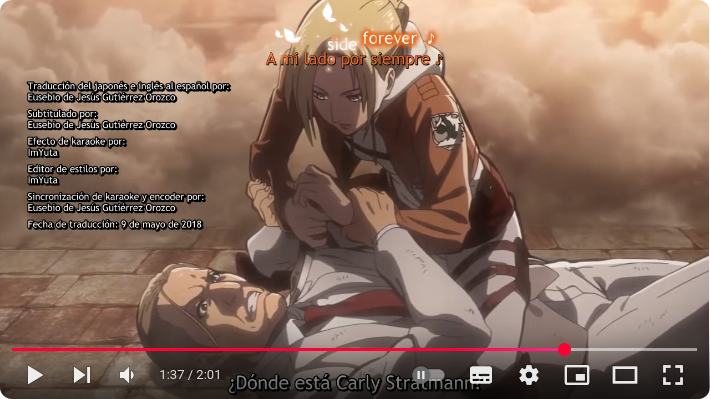 side forever ♪
A mi lado por siempre ♪
Traducción del japonés e inglés al español por:
Eusebio de Jesús Gutiérrez Orozco
Subtitulado por:
Eusebio de Jesús Gutiérrez Orozco
Efecto de karaoke por:
ImYuta
Editor de estilos por:
ImYuta
Sincronización de karaoke y encoder por:
Eusebio de Jesús Gutiérrez Orozco
Fecha de traducción: 9 de mayo de 2018
1:37 / 2:01
¿Dónde está Carly Stratmann?